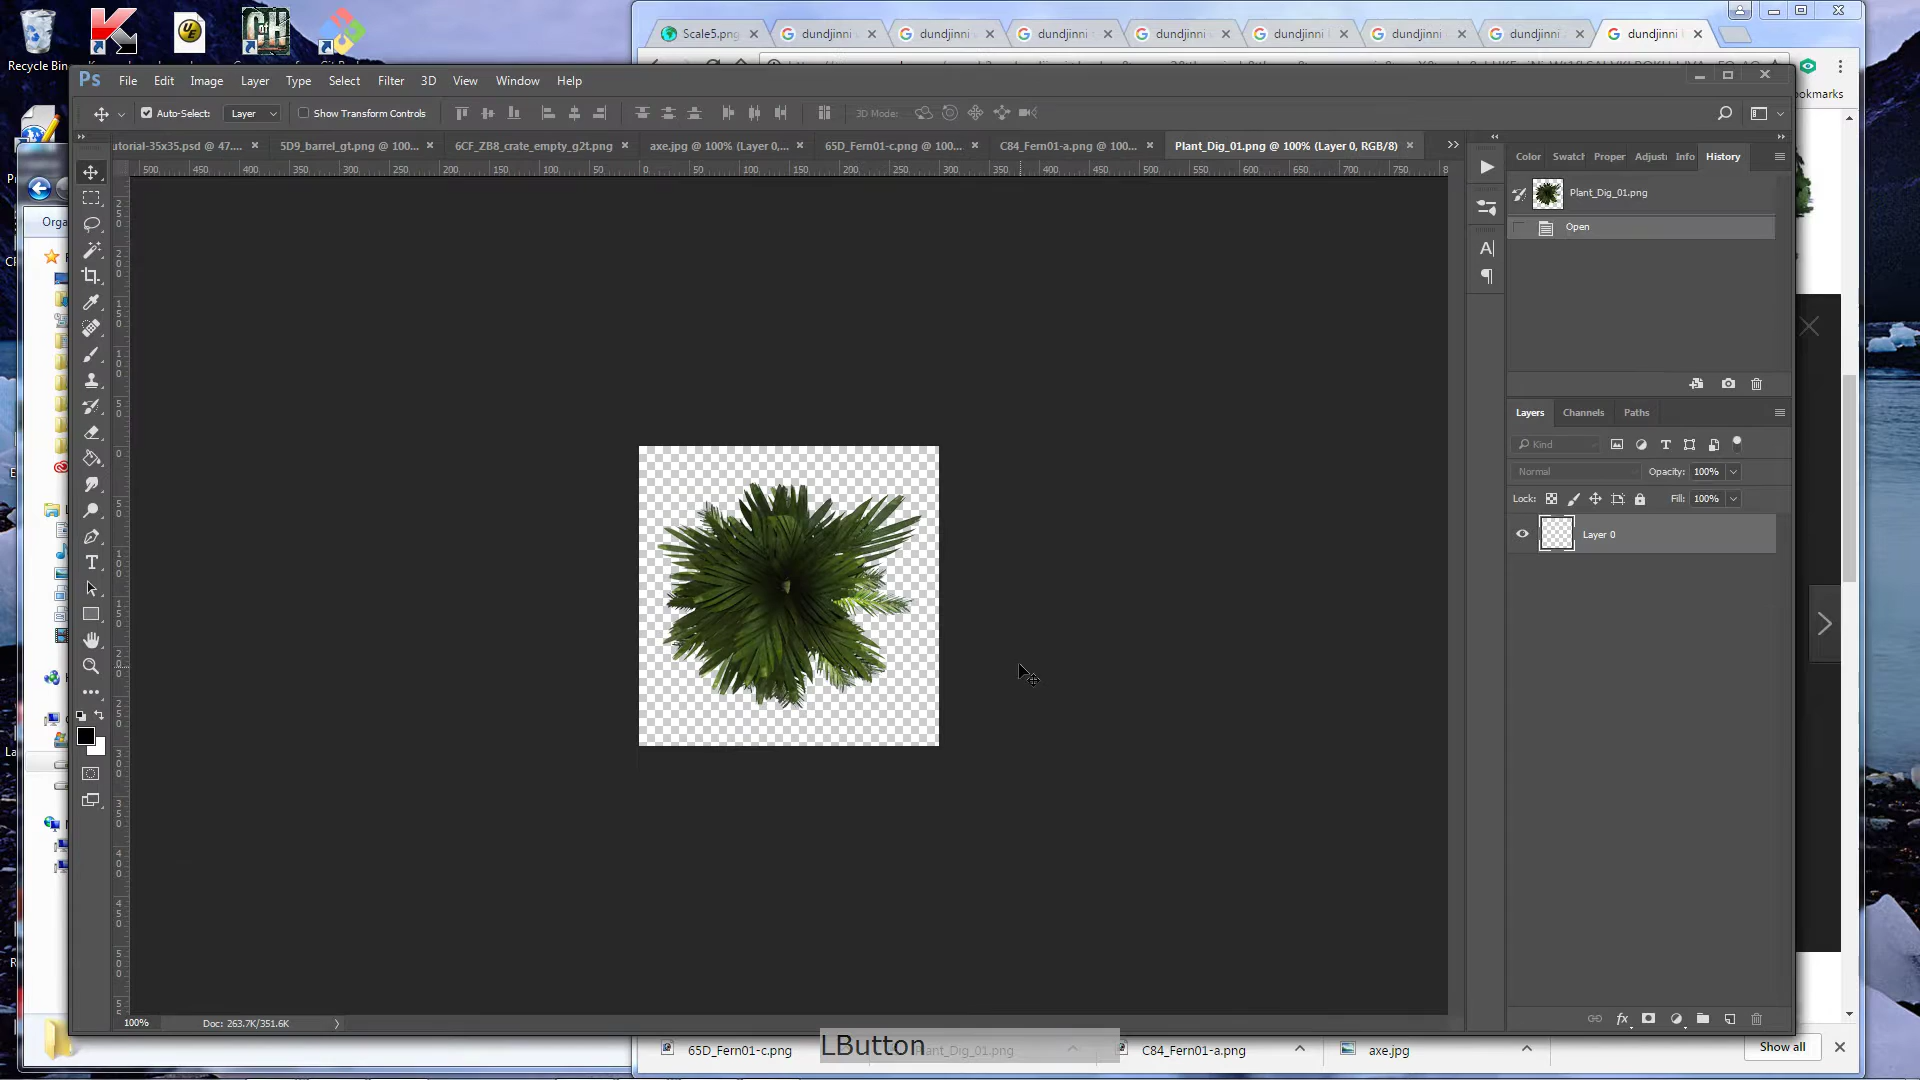 Recycle Bin
Scale5.png
dundjinni
dundjinni
dundjinni
dundjinni
dundjinni
dundjinni
dundjinni
dundjinni
Ps File Edit Image Layer Type Select Filter 3D View Window Help
ookmarks
Auto-Select: Layer Show Transform Controls 3D Mode:
utorial-35x35.psd @ 47....
5D9_barrel_gt.png @ 100...
6CF_ZB8_crate_empty_g2t.png
axe.jpg @ 100% (Layer 0,...
65D_Fern01-c.png @ 100...
C84_Fern01-a.png @ 100...
Plant_Dig_01.png @ 100% (Layer 0, RGB/8)
Color Swatch Proper Adjusti Info History
500 450 400 350 300 250 200 150 100 50 0 50 100 150 200 250 300 350 400 450 500 550 600 650 700 750 8
Plant_Dig_01.png
Open
Orga
Layers Channels Paths
Kind
Normal Opacity: 100%
Lock: Fill: 100%
Layer 0
100% Doc: 263.7K/351.6K
LButton
65D_Fern01-c.png
Plant_Dig_01.png
C84_Fern01-a.png
axe.jpg
Show all